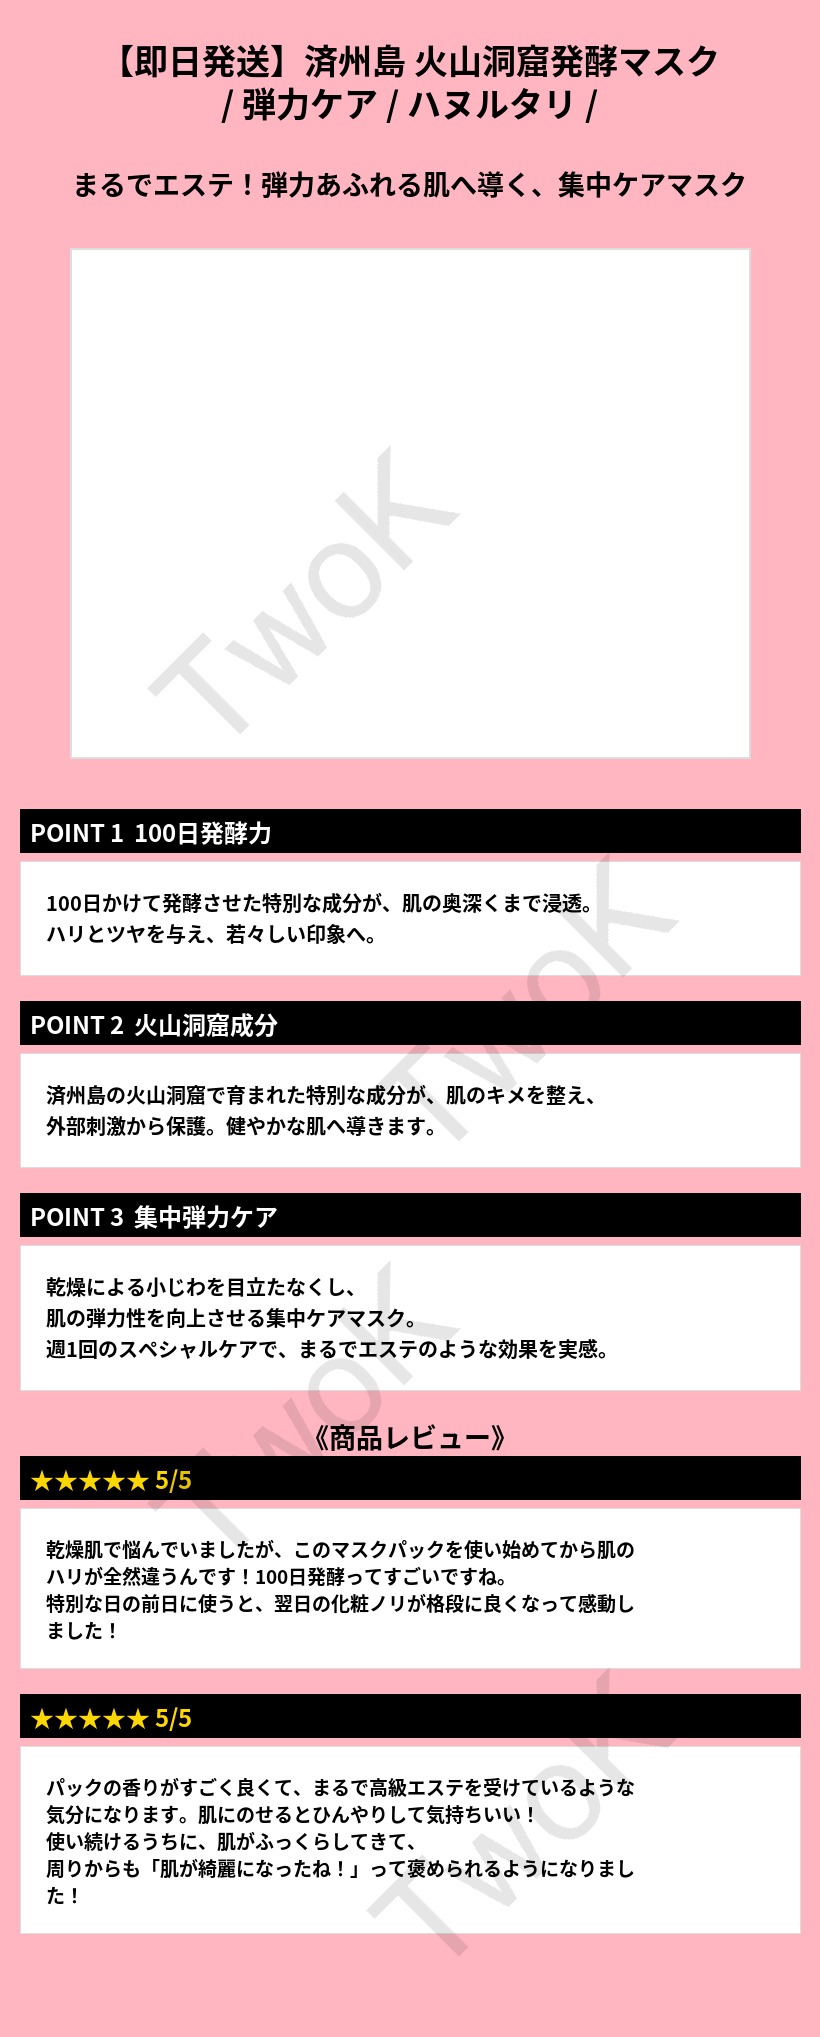 【即日発送】済州島 火山洞窟発酵マスク
/ 弾力ケア / ハヌルタリ /
まるでエステ！弾力あふれる肌へ導く、集中ケアマスク
TwoK
POINT 1 100日発酵力
100日かけて発酵させた特別な成分が、肌の奥深くまで浸透。
ハリとツヤを与え、若々しい印象へ。
TwoK
POINT 2 火山洞窟成分
済州島の火山洞窟で育まれた特別な成分が、肌のキメを整え、
外部刺激から保護。健やかな肌へ導きます。
POINT 3 集中弾力ケア
乾燥による小じわを目立たなくし、
肌の弾力性を向上させる集中ケアマスク。
週1回のスペシャルケアで、まるでエステのような効果を実感。
TwoK
《商品レビュー》
★★★★★ 5/5
乾燥肌で悩んでいましたが、このマスクパックを使い始めてから肌の
ハリが全然違うんです！100日発酵ってすごいですね。
特別な日の前日に使うと、翌日の化粧ノリが格段に良くなって感動し
ました！
★★★★★ 5/5
パックの香りがすごく良くて、まるで高級エステを受けているような
気分になります。肌にのせるとひんやりして気持ちいい！
使い続けるうちに、肌がふっくらしてきて、
周りからも「肌が綺麗になったね！」って褒められるようになりまし
た！
TwoK